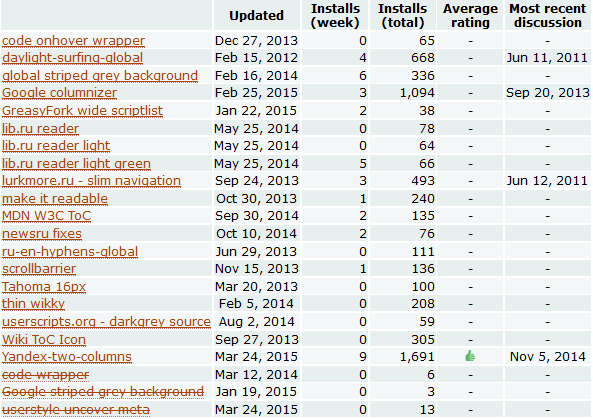 Updated Installs (week) Installs (total) Average rating Most recent discussion
code onhover wrapper Dec 27, 2013 0 65 - -
daylight-surfing-global Feb 15, 2012 4 668 - Jun 11, 2011
global striped grey background Feb 16, 2014 6 336 - -
Google columnizer Feb 25, 2015 3 1,094 - Sep 20, 2013
GreasyFork wide scriptlist Jan 22, 2015 2 38 - -
lib.ru reader May 25, 2014 0 78 - -
lib.ru reader light May 25, 2014 0 64 - -
lib.ru reader light green May 25, 2014 5 66 - -
lurkmore.ru - slim navigation Sep 24, 2013 3 493 - Jun 12, 2011
make it readable Oct 30, 2013 1 240 - -
MDN W3C ToC Sep 30, 2014 2 135 - -
newsru fixes Oct 10, 2014 2 76 - -
ru-en-hyphens-global Jun 29, 2013 0 111 - -
scrollbarrier Nov 15, 2013 1 136 - -
Tahoma 16px Mar 20, 2013 0 100 - -
thin wikky Feb 5, 2014 0 208 - -
userscripts.org - darkgrey source Aug 2, 2014 0 59 - -
Wiki ToC Icon Sep 27, 2013 0 305 - -
Yandex-two-columns Mar 24, 2015 9 1,691 Nov 5, 2014
code wrapper Mar 12, 2014 0 6 - -
Google striped grey background Jan 19, 2015 0 3 - -
userstyle uncover meta Mar 24, 2015 0 13 - -